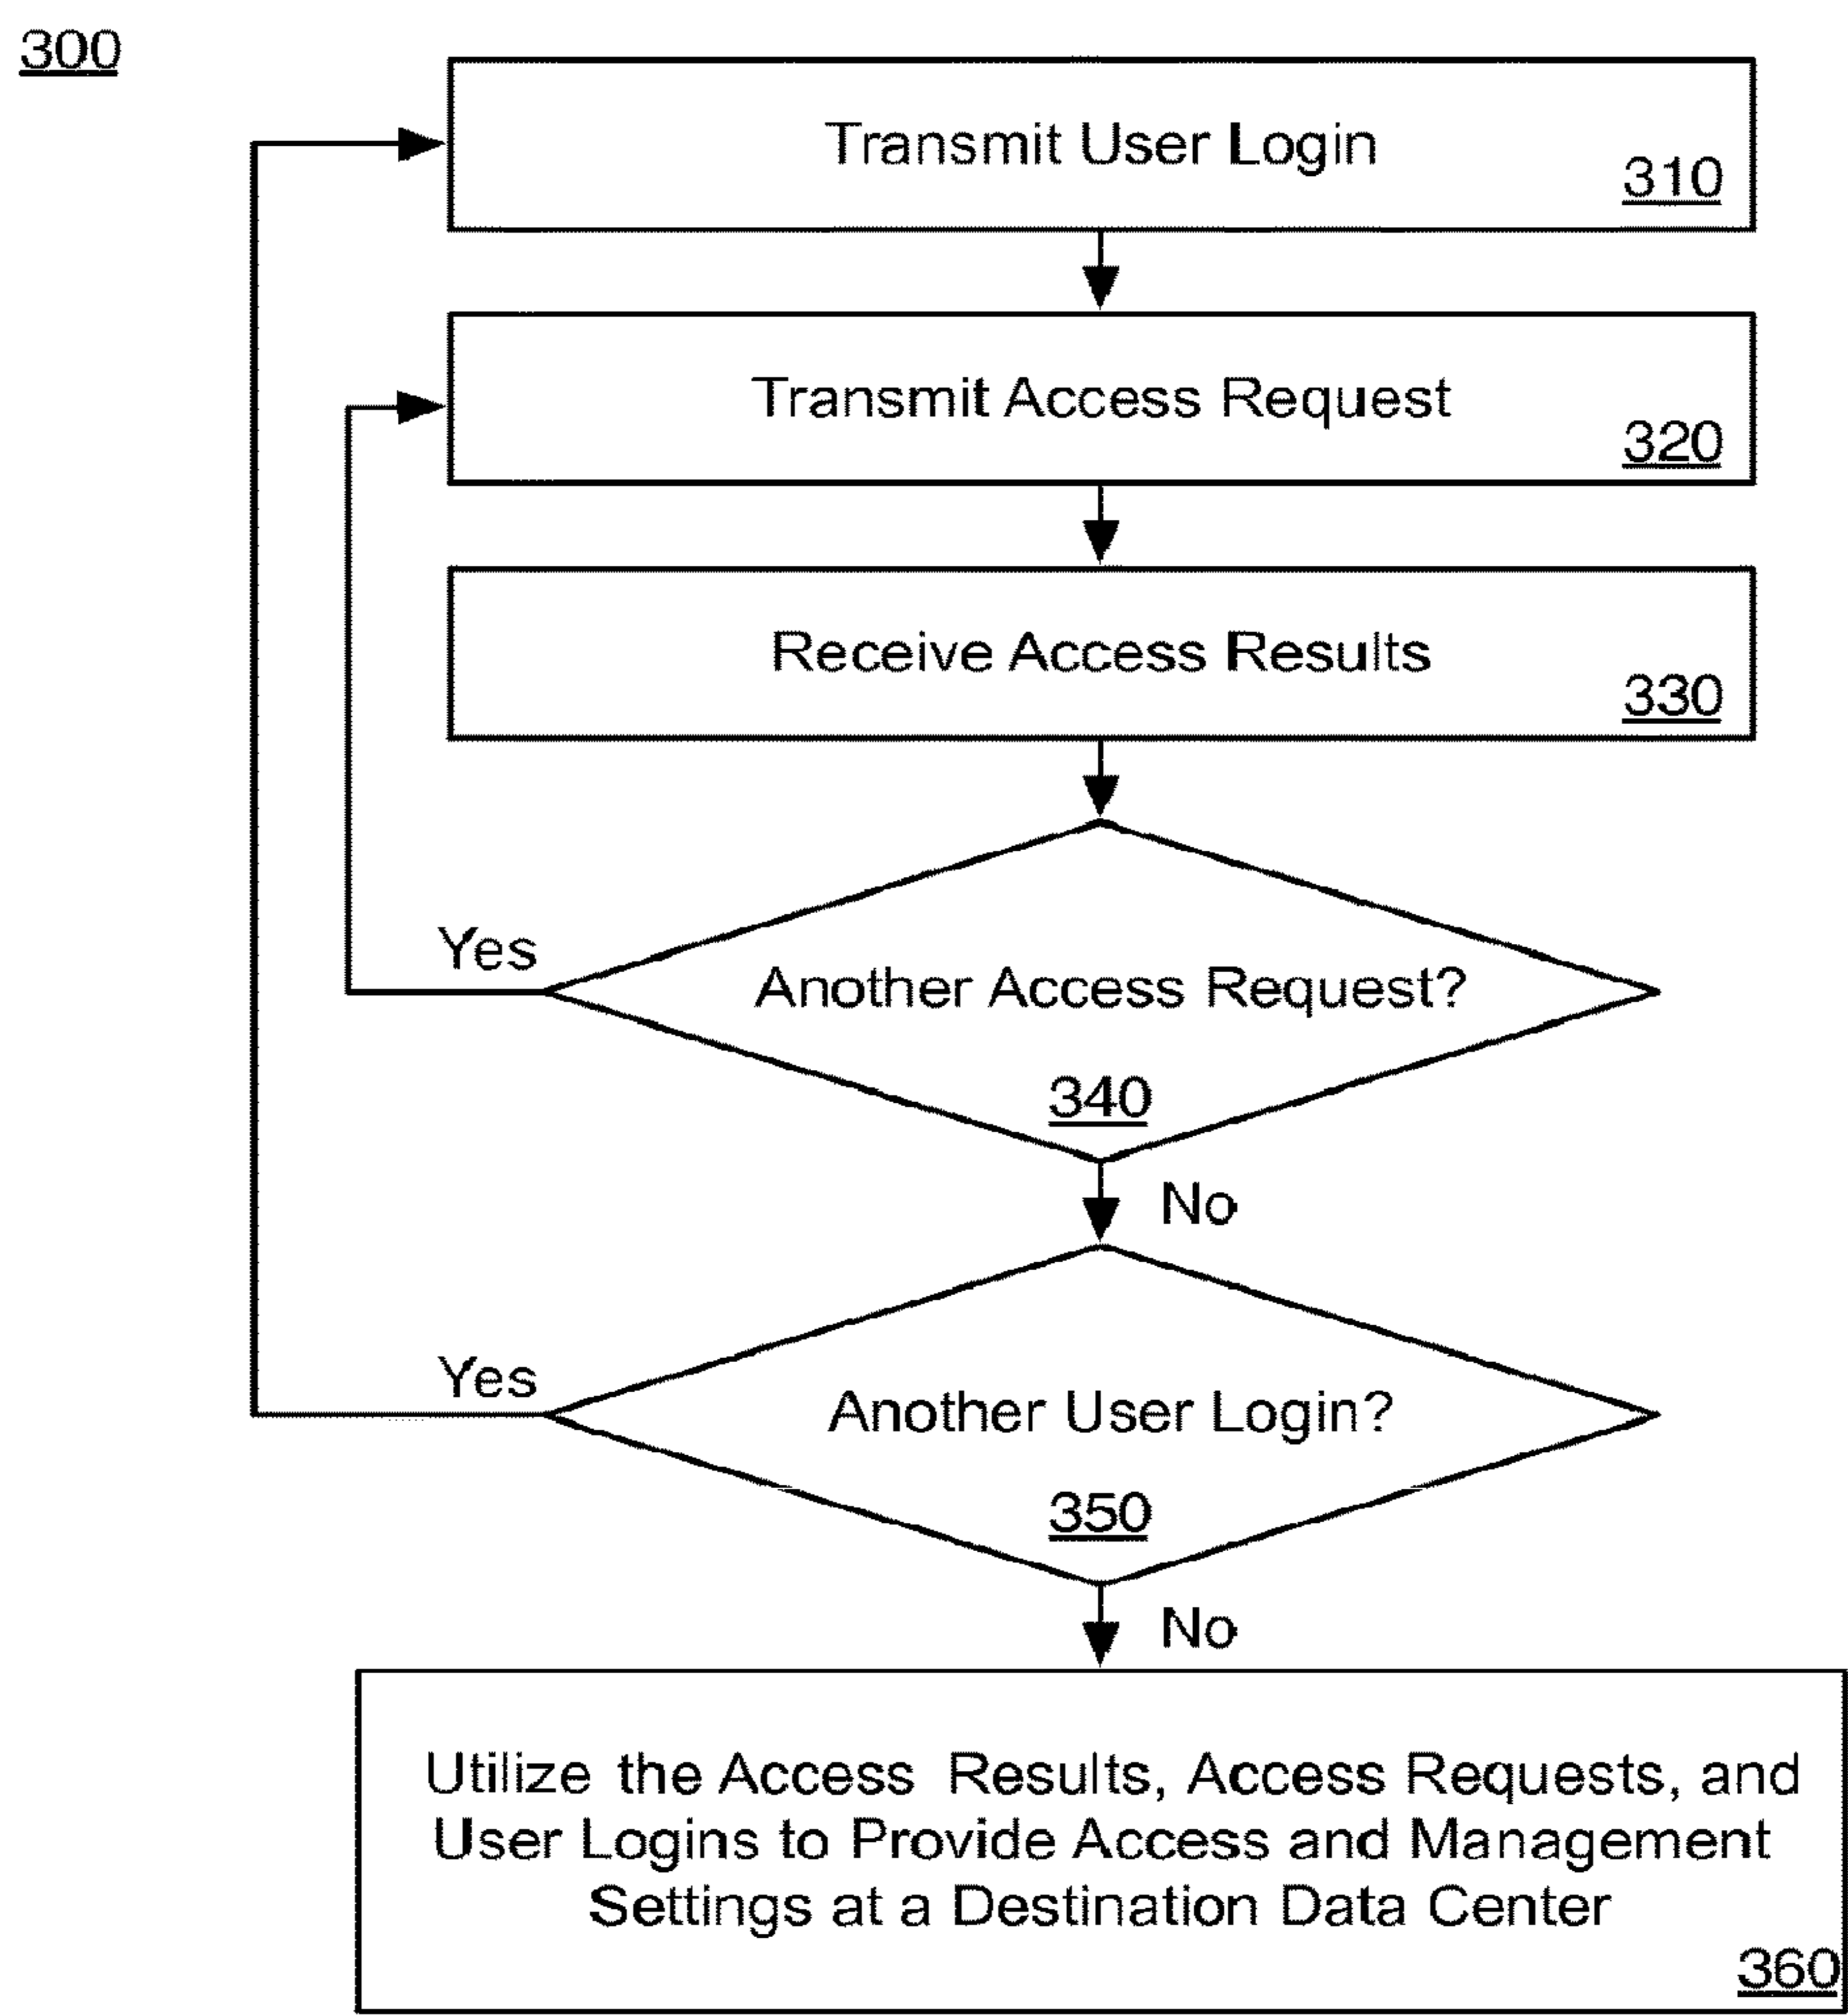 300
Transmit User Login
310
Transmit Access Request
320
Receive Access Results
330
Yes
Another Access Request?
340
No
Yes
Another User Login?
350
No
Utilize the Access Results, Access Requests, and
User Logins to Provide Access and Management
Settings at a Destination Data Center
360